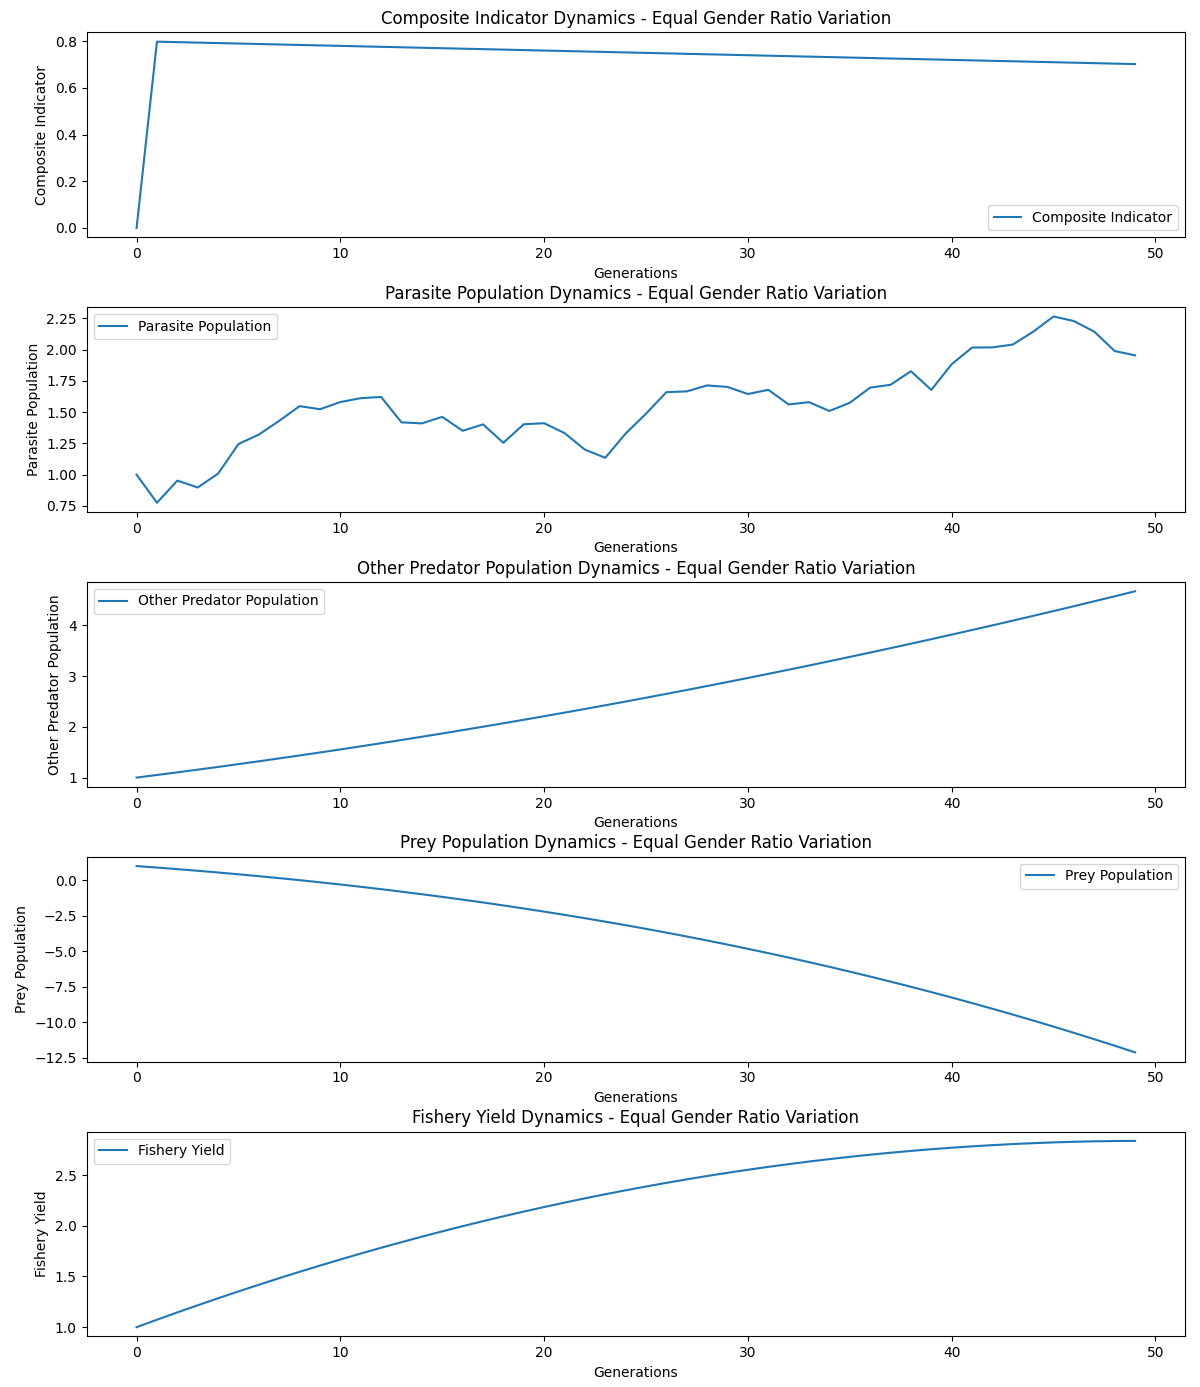 Composite Indicator Dynamics - Equal Gender Ratio Variation
0.8
0.6
0.4
0.2
0.0
Composite Indicator
Composite Indicator
0 10 20 30 40 50
Generations
Parasite Population Dynamics - Equal Gender Ratio Variation
2.25
2.00
1.75
1.50
1.25
1.00
0.75
Parasite Population
Parasite Population
0 10 20 30 40 50
Generations
Other Predator Population Dynamics - Equal Gender Ratio Variation
4
3
2
1
Other Predator Population
Other Predator Population
0 10 20 30 40 50
Generations
Prey Population Dynamics - Equal Gender Ratio Variation
0.0
−2.5
−5.0
−7.5
−10.0
−12.5
Prey Population
Prey Population
0 10 20 30 40 50
Generations
Fishery Yield Dynamics - Equal Gender Ratio Variation
2.5
2.0
1.5
1.0
Fishery Yield
Fishery Yield
0 10 20 30 40 50
Generations